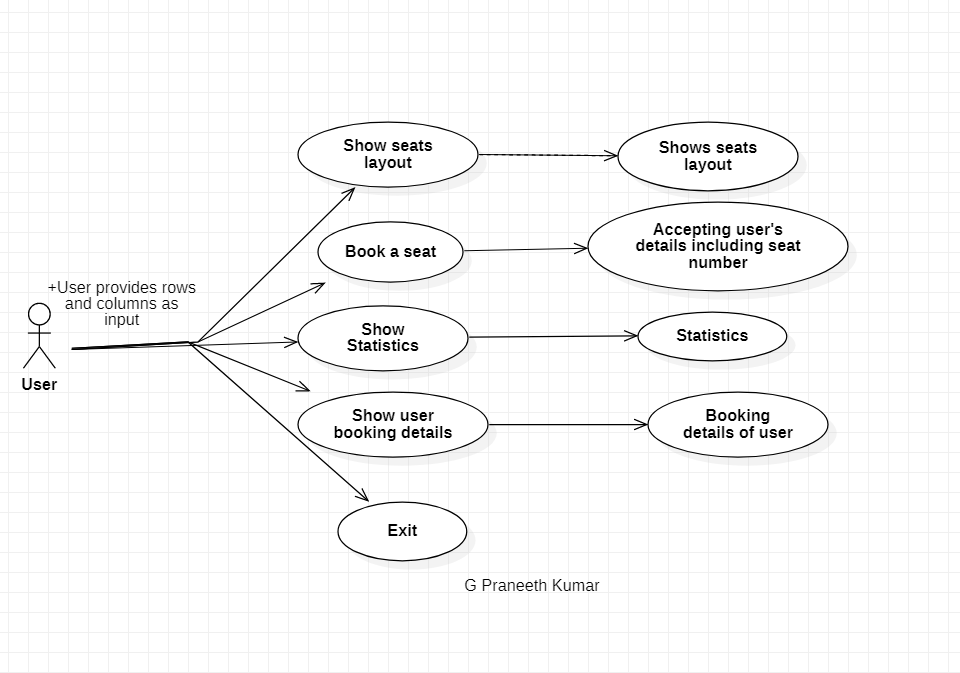 Show seats
layout
Shows seats
layout
Book a seat
Accepting user's
details including seat
number
+User provides rows
and columns as
input
User
Show
Statistics
Statistics
Show user
booking details
Booking
details of user
Exit
G Praneeth Kumar